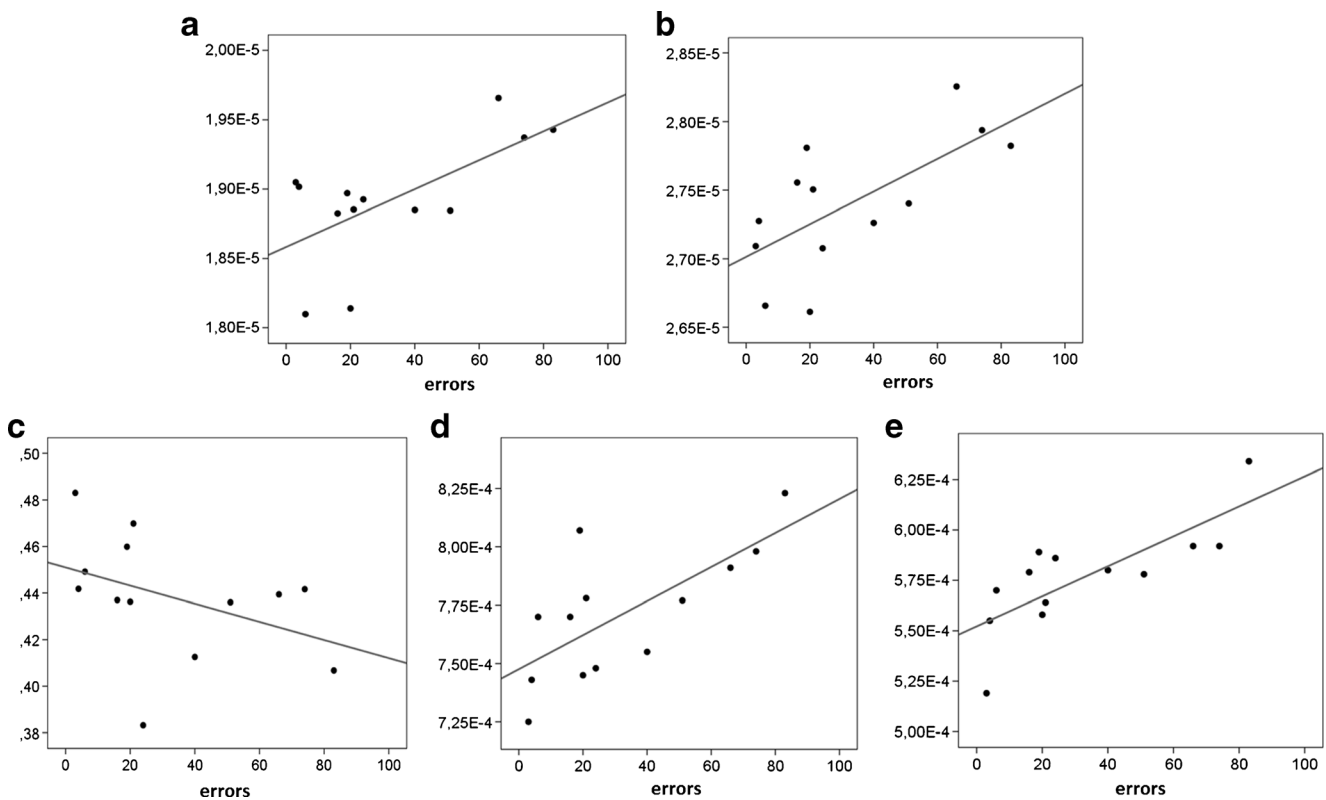 a
2,00E-5
1,95E-5
1,90E-5
1,85E-5
1,80E-5
0 20 40 60 80 100
errors
b
2,85E-5
2,80E-5
2,75E-5
2,70E-5
2,65E-5
0 20 40 60 80 100
errors
c
,50
,48
,46
,44
,42
,40
,38
0 20 40 60 80 100
errors
d
8,25E-4
8,00E-4
7,75E-4
7,50E-4
7,25E-4
0 20 40 60 80 100
errors
e
6,25E-4
6,00E-4
5,75E-4
5,50E-4
5,25E-4
5,00E-4
0 20 40 60 80 100
errors